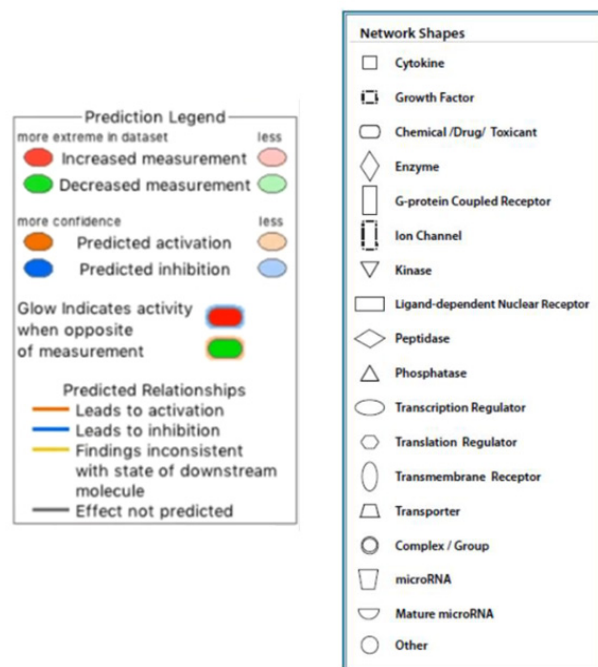 Prediction Legend
more extreme in dataset less
Increased measurement
Decreased measurement
more confidence less
Predicted activation
Predicted inhibition
Glow Indicates activity
when opposite
of measurement
Predicted Relationships
Leads to activation
Leads to inhibition
Findings inconsistent
with state of downstream
molecule
Effect not predicted
Network Shapes
Cytokine
Growth Factor
Chemical /Drug/ Toxicant
Enzyme
G-protein Coupled Receptor
Ion Channel
Kinase
Ligand-dependent Nuclear Receptor
Peptidase
Phosphatase
Transcription Regulator
Translation Regulator
Transmembrane Receptor
Transporter
Complex / Group
microRNA
Mature microRNA
Other